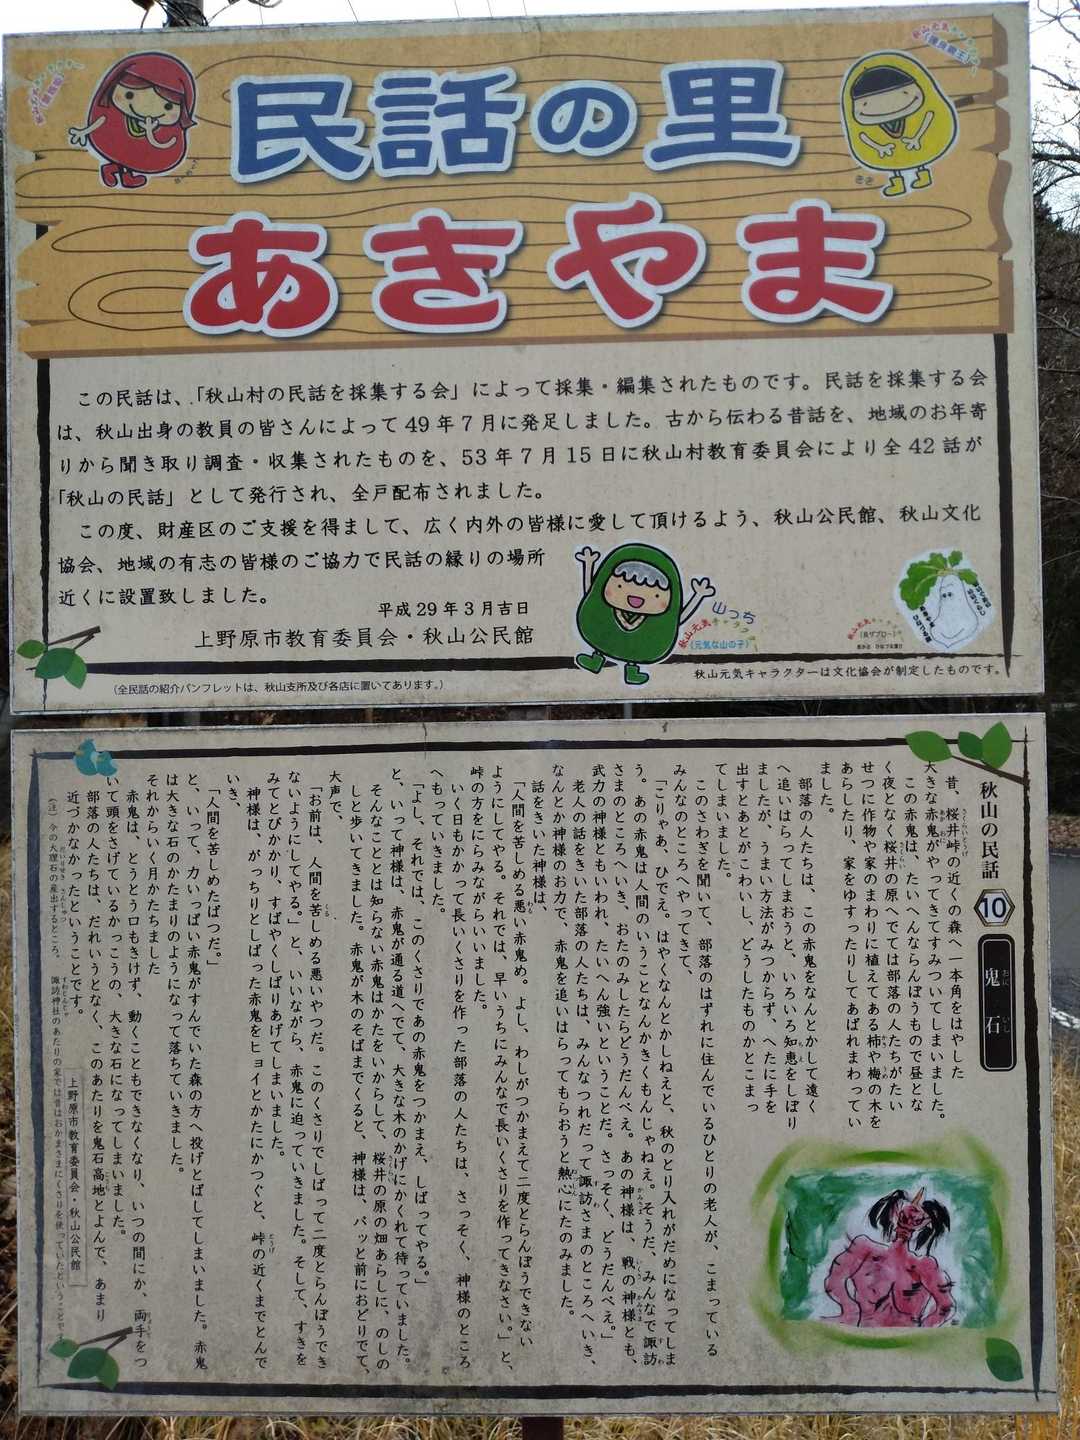 民話の里
あきやま
この民話は、「秋山村の民話を採集する会」によって採集・編集されたものです。民話を採集する会
は、秋山出身の教員の皆さんによって49年7月に発足しました。古から伝わる昔話を、地域のお年寄
りから聞き取り調査・収集されたものを、53年7月15日に秋山村教育委員会により全42話が
「秋山の民話」として発行され、全戸配布されました。
この度、財産区のご支援を得まして、広く内外の皆様に愛して頂けるよう、秋山公民館、秋山文化
協会、地域の有志の皆様のご協力で民話の縁りの場所
近くに設置致しました。
平成29年3月吉日
上野原市教育委員会・秋山公民館
(全民話の紹介パンフレットは、秋山支所及び各店に置いてあります。)
山っち
秋山元気キャラクター
(元気な山の子)
秋山元気キャラクターは文化協会が制定したものです。
秋山の民話 10 鬼石
昔、桜井峠の近くの森へ一本角をはやした
大きな赤鬼がやってきてすみついてしまいました。
この赤鬼は、たいへんならんぼうもので昼とな
く夜となく桜井の原へでては部落の人たちがたい
せつに作物や家のまわりに植えてある柿や梅の木を
あらしたり、家をゆすったりしてあばれまわってい
ました。
部落の人たちは、この赤鬼をなんとかして遠く
へ追いはらってしまおうと、いろいろ知恵をしぼり
ましたが、うまい方法がみつからず、へたに手を
出すとあとがこわいし、どうしたものかとこまっ
てしまいました。
このさわぎを聞いて、部落のはずれに住んでいるひとりの老人が、こまっている
みんなのところへやってきて、
「こりゃあ、ひでえ。はやくなんとかしねえと、秋のとり入れがだめになってしま
う。あの赤鬼は人間のいうことなんかきくもんじゃねえ。そうだ、みんなで諏訪
さまのところへいき、おたのみしたらどうだんべえ。あの神様は、戦の神様とも、
武力の神様ともいわれ、たいへん強いということだ。さっそく、どうだんべえ。」
老人の話をきいた部落の人たちは、みんなつれだって諏訪さまのところへいき、
なんとか神様のお力で、赤鬼を追いはらってもらおうと熱心にたのみました。
話をきいた神様は、
「人間を苦しめる悪い赤鬼め。よし、わしがつかまえて二度とらんぼうできない
ようにしてやる。それでは、早いうちにみんなで長いくさりを作ってきなさい。」と、
峠の方をにらみながらいいました。
いく日もかかって長いくさりを作った部落の人たちは、さっそく、神様のところ
へもっていきました。
「よし、それでは、このくさりであの赤鬼をつかまえ、しばってやる。」
と、いって神様は、赤鬼が通る道へでて、大きな木のかげにかくれて待っていました。
そんなこととは知らない赤鬼はかたをいからして、桜井の原の畑あらしに、のしの
しと歩いてきました。赤鬼が木のそばまでくると、神様は、パッと前におどりでて、
大声で、
「お前は、人間を苦しめる悪いやつだ。このくさりでしばって二度とらんぼうでき
ないようにしてやる。」と、いいながら、赤鬼に迫っていきました。そして、すきを
みてとびかかり、すばやくしばりあげてしまいました。
神様は、がっちりとしばった赤鬼をヒョイとかたにかつぐと、峠の近くまでとんで
いき、
「人間を苦しめたばつだ。」
と、いって、力いっぱい赤鬼がすんでいた森の方へ投げとばしてしまいました。赤鬼
は大きな石のかたまりのようになって落ちていきました。
それからいく月かたちました
赤鬼は、とうとう口もきけず、動くこともできなくなり、いつの間にか、両手をつ
いて頭をさげているかっこうの、大きな石になってしまいました。
部落の人たちは、だれいうとなく、このあたりを鬼石高地とよんで、あまり
近づかなかったということです。
上野原市教育委員会・秋山公民館
(注) 今の大理石の産出するところ。 諏訪神社のあたりの家では昔はおかまさまにくさりを使っていたということです